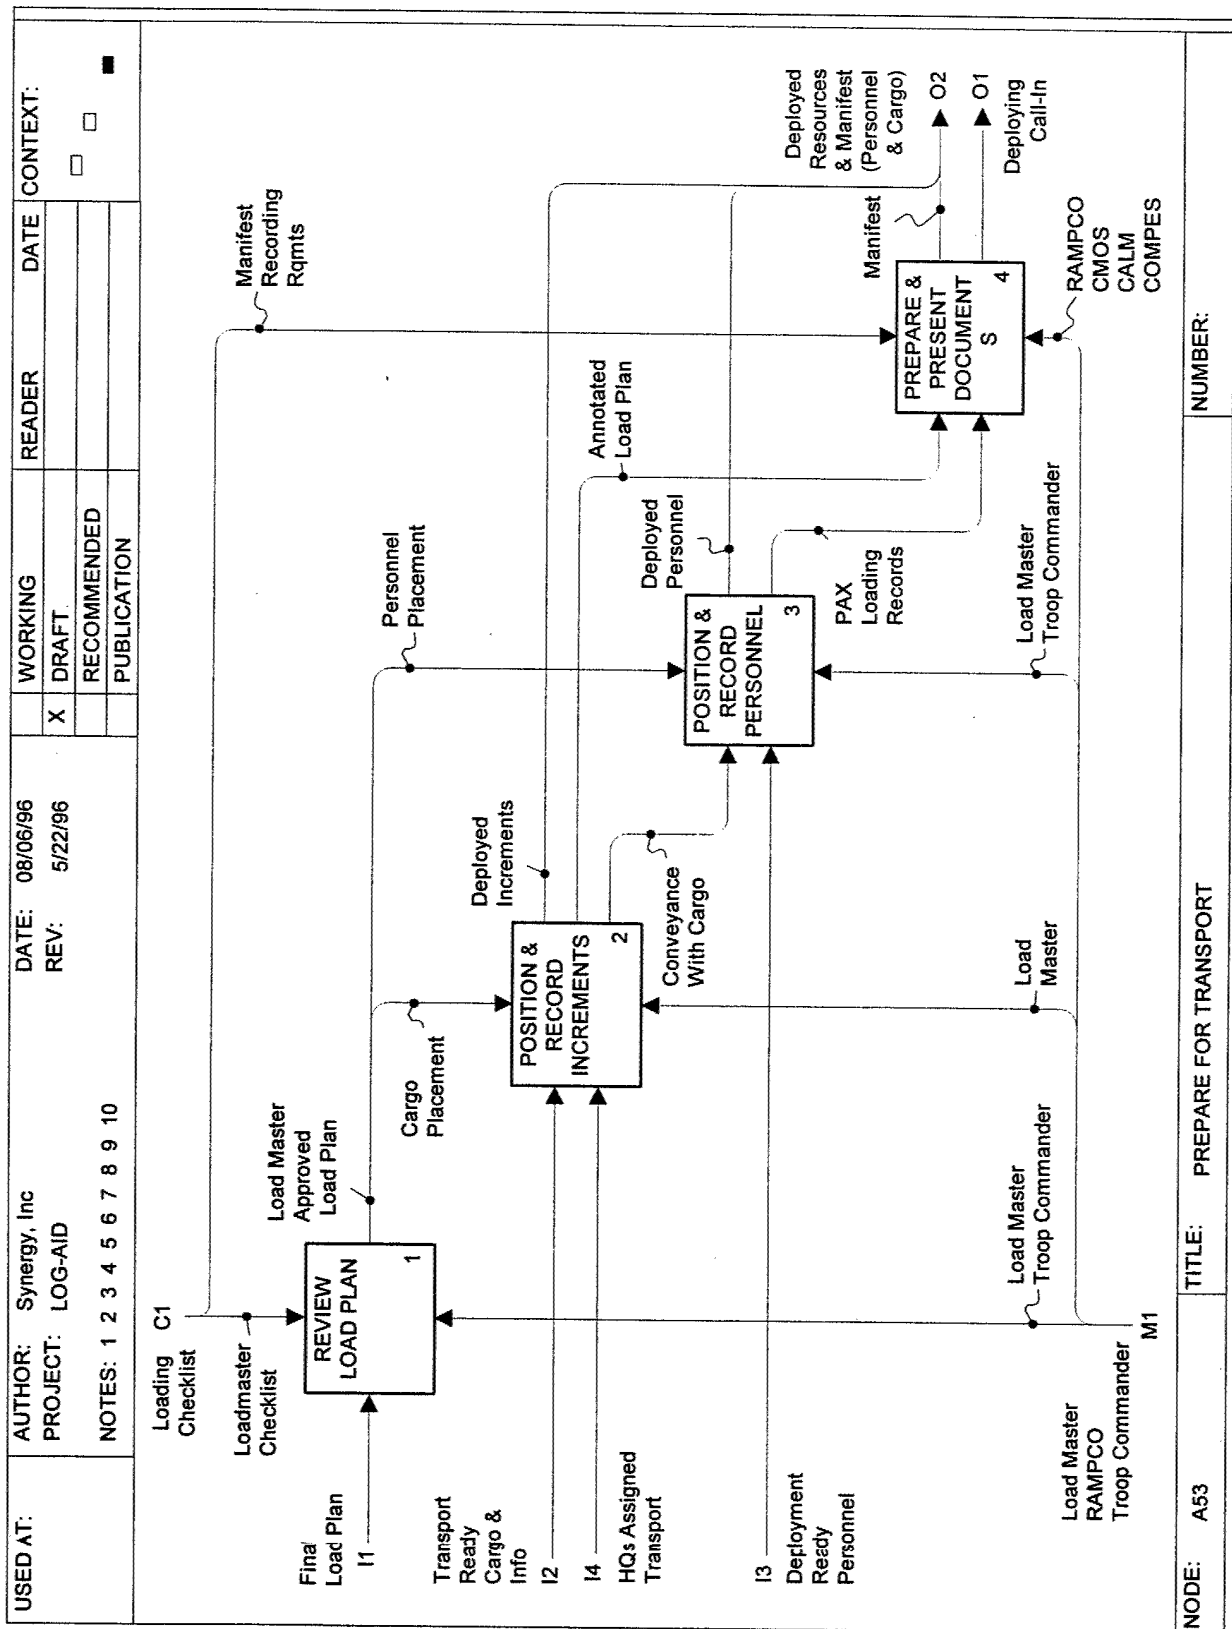 USED AT:
AUTHOR: Synergy, Inc
PROJECT: LOG-AID
NOTES: 1 2 3 4 5 6 7 8 9 10
DATE: 08/06/96
REV: 5/22/96
WORKING
X DRAFT
RECOMMENDED
PUBLICATION
READER DATE
CONTEXT:
Loading
Checklist
C1
Loadmaster
Checklist
Manifest
Recording
Rqmts
Final
Load Plan
I1
REVIEW
LOAD PLAN
1
Load Master
Approved
Load Plan
Personnel
Placement
Cargo
Placement
Transport
Ready
Cargo &
Info
I2
I4
HQs Assigned
Transport
POSITION &
RECORD
INCREMENTS
2
Deployed
Increments
Annotated
Load Plan
Conveyance
With Cargo
I3
Deployment
Ready
Personnel
POSITION &
RECORD
PERSONNEL
3
Deployed
Personnel
PAX
Loading
Records
PREPARE &
PRESENT
DOCUMENT
S
4
Manifest
Deployed
Resources
& Manifest
(Personnel
& Cargo)
O2
O1
Deploying
Call-In
RAMPCO
CMOS
CALM
COMPES
Load Master
Troop Commander
Load
Master
Load Master
Troop Commander
Load Master
RAMPCO
Troop Commander
M1
NODE: A53
TITLE: PREPARE FOR TRANSPORT
NUMBER: